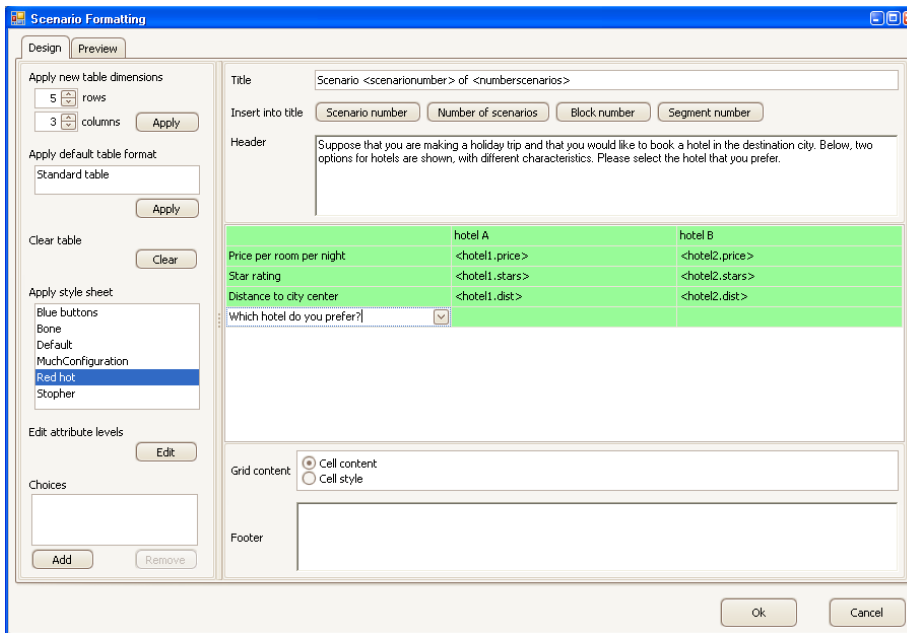 Scenario Formatting
Design Preview
Apply new table dimensions
5 rows
3 columns Apply
Apply default table format
Standard table
Apply
Clear table
Clear
Apply style sheet
Blue buttons
Bone
Default
MuchConfiguration
Red hot
Stopher
Edit attribute levels
Edit
Choices
Add Remove
Title Scenario <scenarionumber> of <numberscenarios>
Insert into title Scenario number Number of scenarios Block number Segment number
Header
Suppose that you are making a holiday trip and that you would like to book a hotel in the destination city. Below, two
options for hotels are shown, with different characteristics. Please select the hotel that you prefer.
hotel A hotel B
Price per room per night <hotel1.price> <hotel2.price>
Star rating <hotel1.stars> <hotel2.stars>
Distance to city center <hotel1.dist> <hotel2.dist>
Which hotel do you prefer?
Grid content Cell content
Cell style
Footer
Ok Cancel